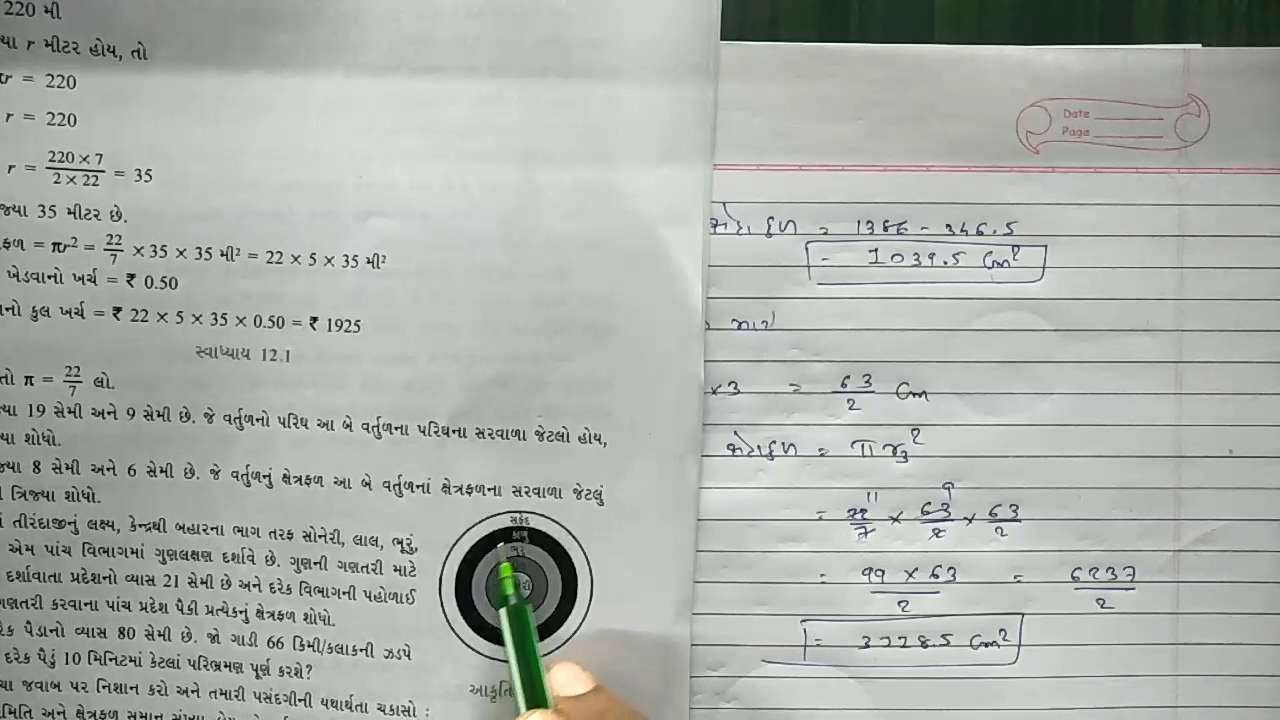 220 મી
r મીટર હોય, તો
= 220
r = 220
r = 220 × 7 / 2 × 22 = 35
35 મીટર છે.
= πr² = 22/7 × 35 × 35 મી² = 22 × 5 × 35 મી²
ખેડવાનો ખર્ચ = ₹ 0.50
કુલ ખર્ચ = ₹ 22 × 5 × 35 × 0.50 = ₹ 1925
સ્વાધ્યાય 12.1
તો π = 22/7 લો.
19 સેમી અને 9 સેમી છે. જે વર્તુળનો પરિઘ આ બે વર્તુળના પરિઘના સરવાળા જેટલો હોય,
શોધો.
8 સેમી અને 6 સેમી છે. જે વર્તુળનું ક્ષેત્રફળ આ બે વર્તુળનાં ક્ષેત્રફળના સરવાળા જેટલું
ત્રિજ્યા શોધો.
તીરંદાજીનું લક્ષ્ય, કેન્દ્રથી બહારના ભાગ તરફ સોનેરી, લાલ, ભૂરું,
એમ પાંચ વિભાગમાં ગુણલક્ષણ દર્શાવે છે. ગુણની ગણતરી માટે
દર્શાવાતા પ્રદેશનો વ્યાસ 21 સેમી છે અને દરેક વિભાગની પહોળાઈ
ગણતરી કરવાના પાંચ પ્રદેશ પૈકી પ્રત્યેકનું ક્ષેત્રફળ શોધો.
પૈડાનો વ્યાસ 80 સેમી છે. જો ગાડી 66 કિમી/કલાકની ઝડપે
દરેક પૈડું 10 મિનિટમાં કેટલાં પરિભ્રમણ પૂર્ણ કરશે?
જવાબ પર નિશાન કરો અને તમારી પસંદગીની યથાર્થતા ચકાસો :
અને ક્ષેત્રફળ સમાન
સફેદ
કાળું
ભૂરું
આકૃતિ
Date
Page
= 1386 - 346.5
= 1039.5 Cm²
માટે
×3 = 63/2 Cm
ક્ષેત્રફળ = πr₃²
= 22/7 × 63/2 × 63/2
11 9
= 99 × 63 / 2 = 6237 / 2